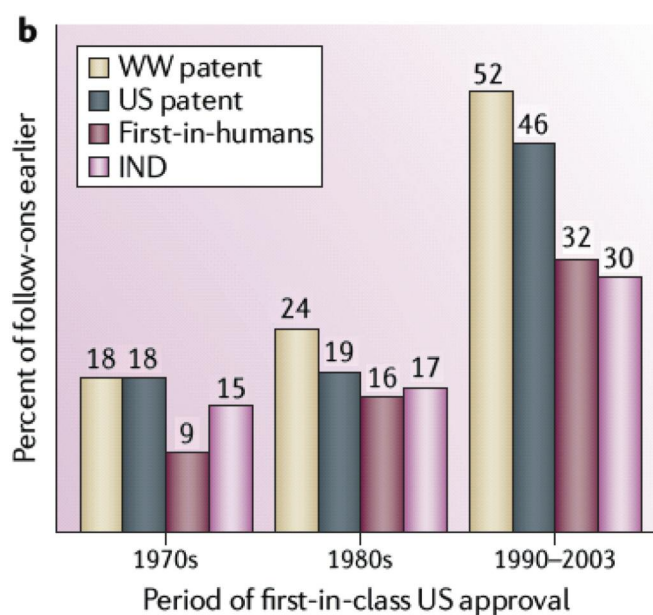 b
WW patent
US patent
First-in-humans
IND
Percent of follow-ons earlier
18 18 9 15
24 19 16 17
52 46 32 30
1970s 1980s 1990–2003
Period of first-in-class US approval